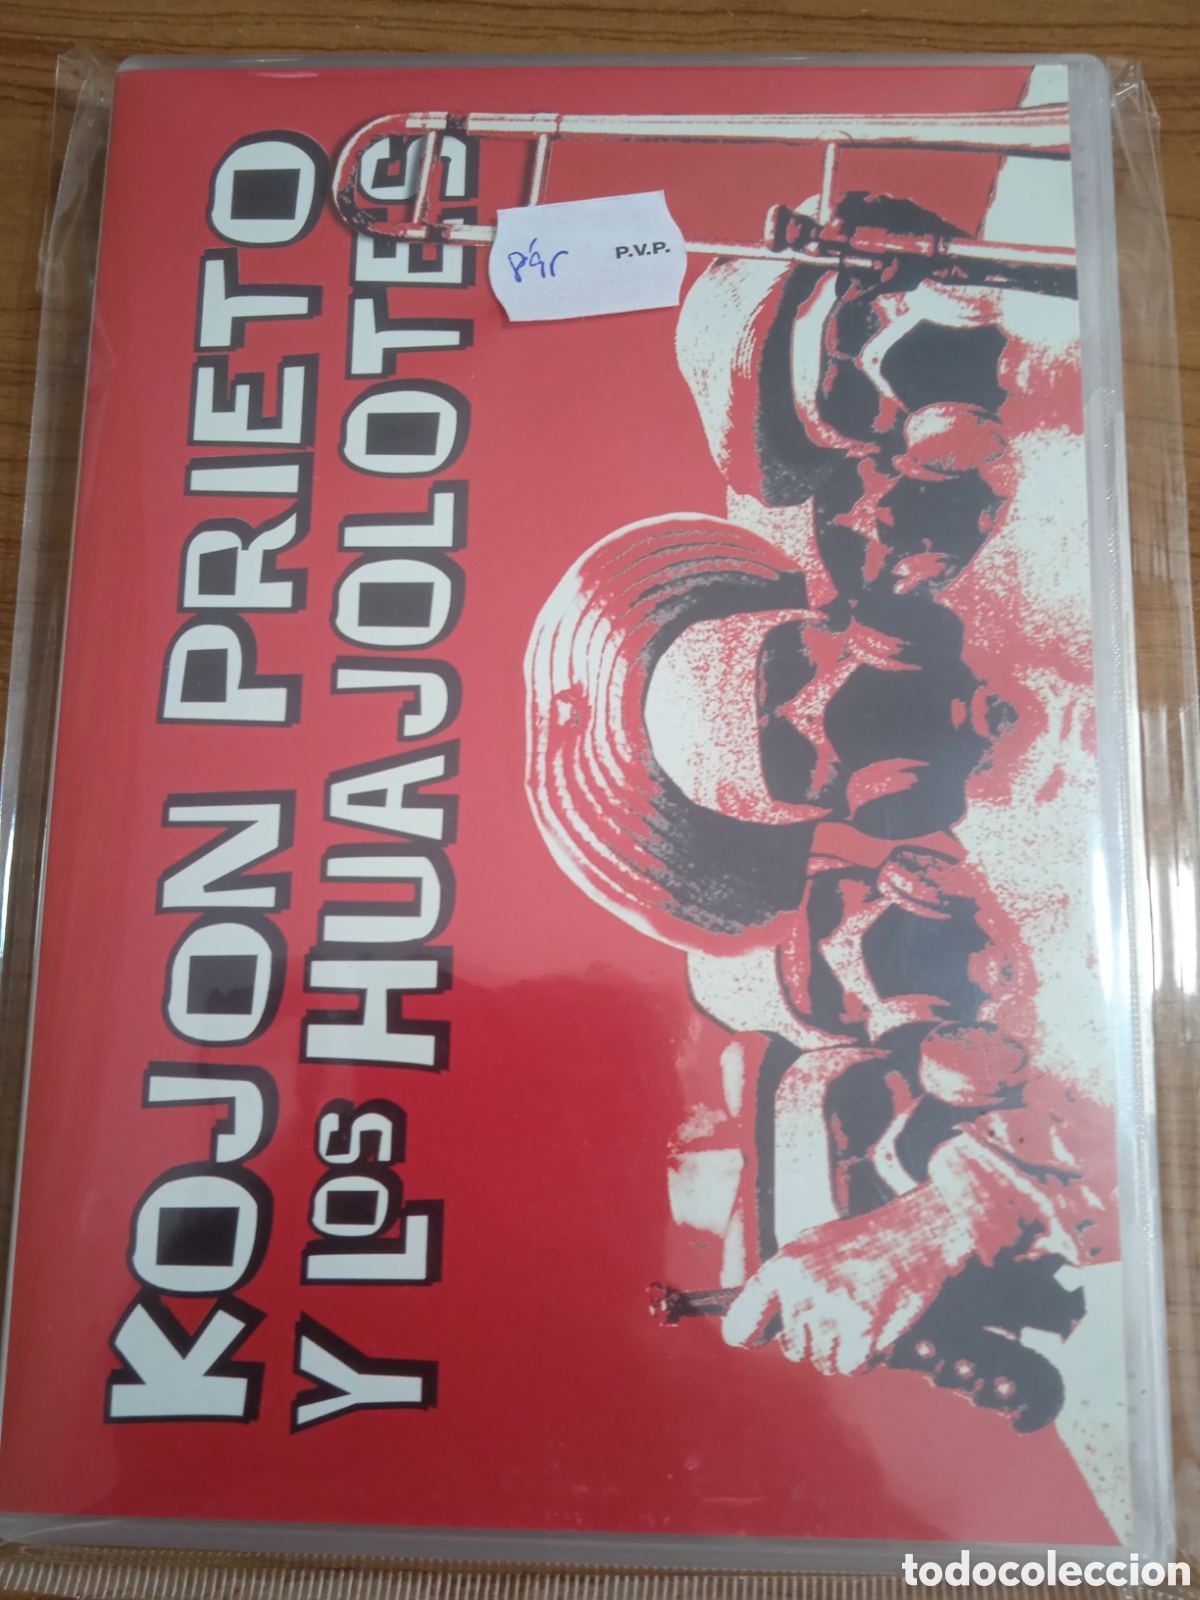 KOJON PRIETO
Y LOS HUAJOLOTES
P.V.P.
todocoleccion